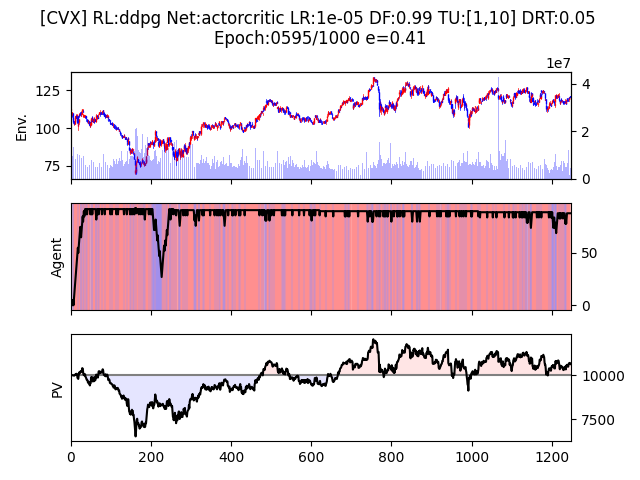 [CVX] RL:ddpg Net:actorcritic LR:1e-05 DF:0.99 TU:[1,10] DRT:0.05
Epoch:0595/1000 e=0.41
1e7
125
100
75
Env.
4
2
0
Agent
50
0
PV
10000
7500
0
200
400
600
800
1000
1200